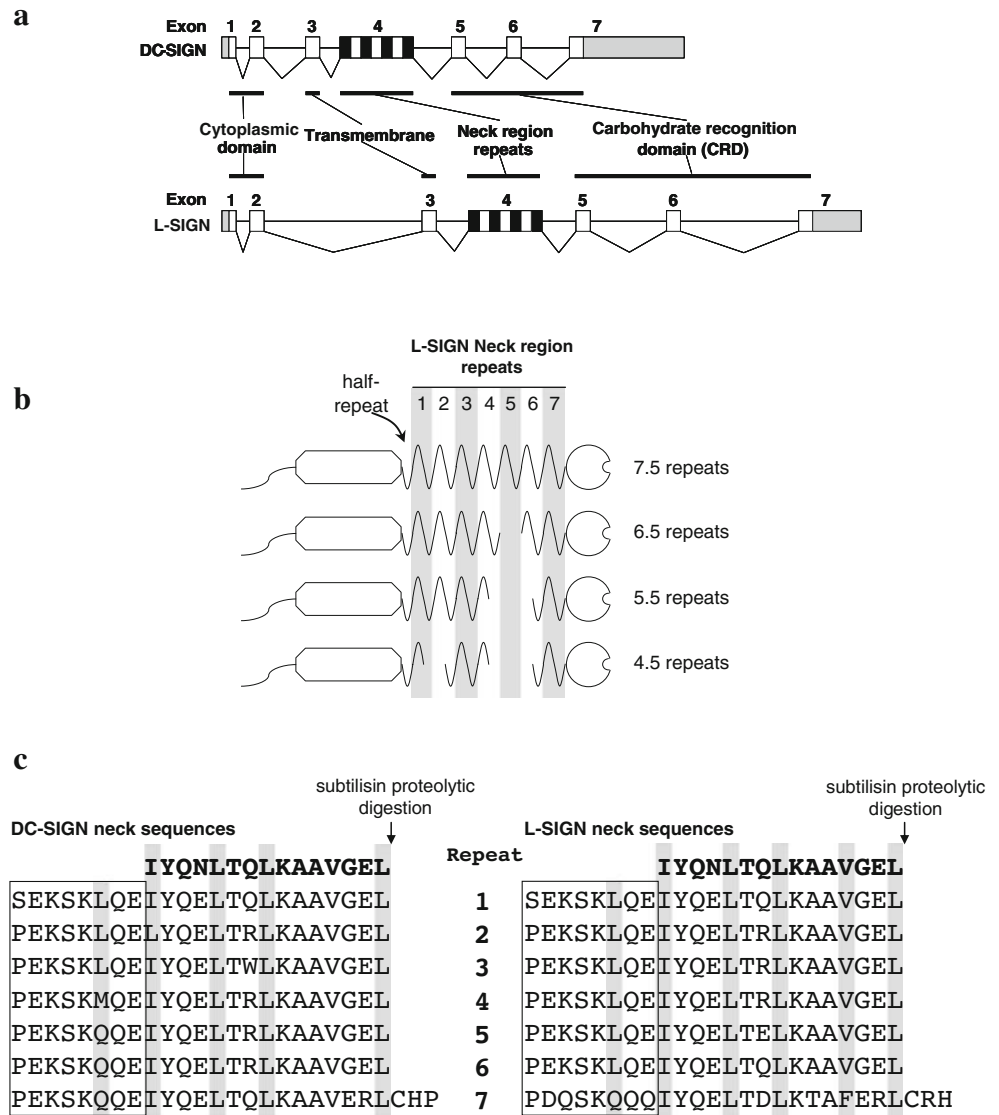 a
Exon 1 2 3 4 5 6 7
DC-SIGN
Cytoplasmic domain
Transmembrane
Neck region repeats
Carbohydrate recognition domain (CRD)
Exon 1 2 3 4 5 6 7
L-SIGN
b
L-SIGN Neck region
repeats
half-
repeat
1 2 3 4 5 6 7
7.5 repeats
6.5 repeats
5.5 repeats
4.5 repeats
c
subtilisin proteolytic
digestion
DC-SIGN neck sequences
IYQNLTQLKAAVGEL
SEKSKLQEIYQELTQLKAAVGEL
PEKSKLQELYQELTRLKAAVGEL
PEKSKLQEIYQELTWLKAAVGEL
PEKSKMQEIYQELTRLKAAVGEL
PEKSKQQEIYQELTRLKAAVGEL
PEKSKQQEIYQELTRLKAAVGEL
PEKSKQQEIYQELTQLKAAVERLCHP
Repeat
1
2
3
4
5
6
7
subtilisin proteolytic
digestion
L-SIGN neck sequences
IYQNLTQLKAAVGEL
SEKSKLQEIYQELTQLKAAVGEL
PEKSKLQEIYQELTRLKAAVGEL
PEKSKLQEIYQELTRLKAAVGEL
PEKSKLQEIYQELTRLKAAVGEL
PEKSKLQEIYQELTELKAAVGEL
PEKSKLQEIYQELTQLKAAVGEL
PDQSKQQQIYQELTDLKTAFERLCRH